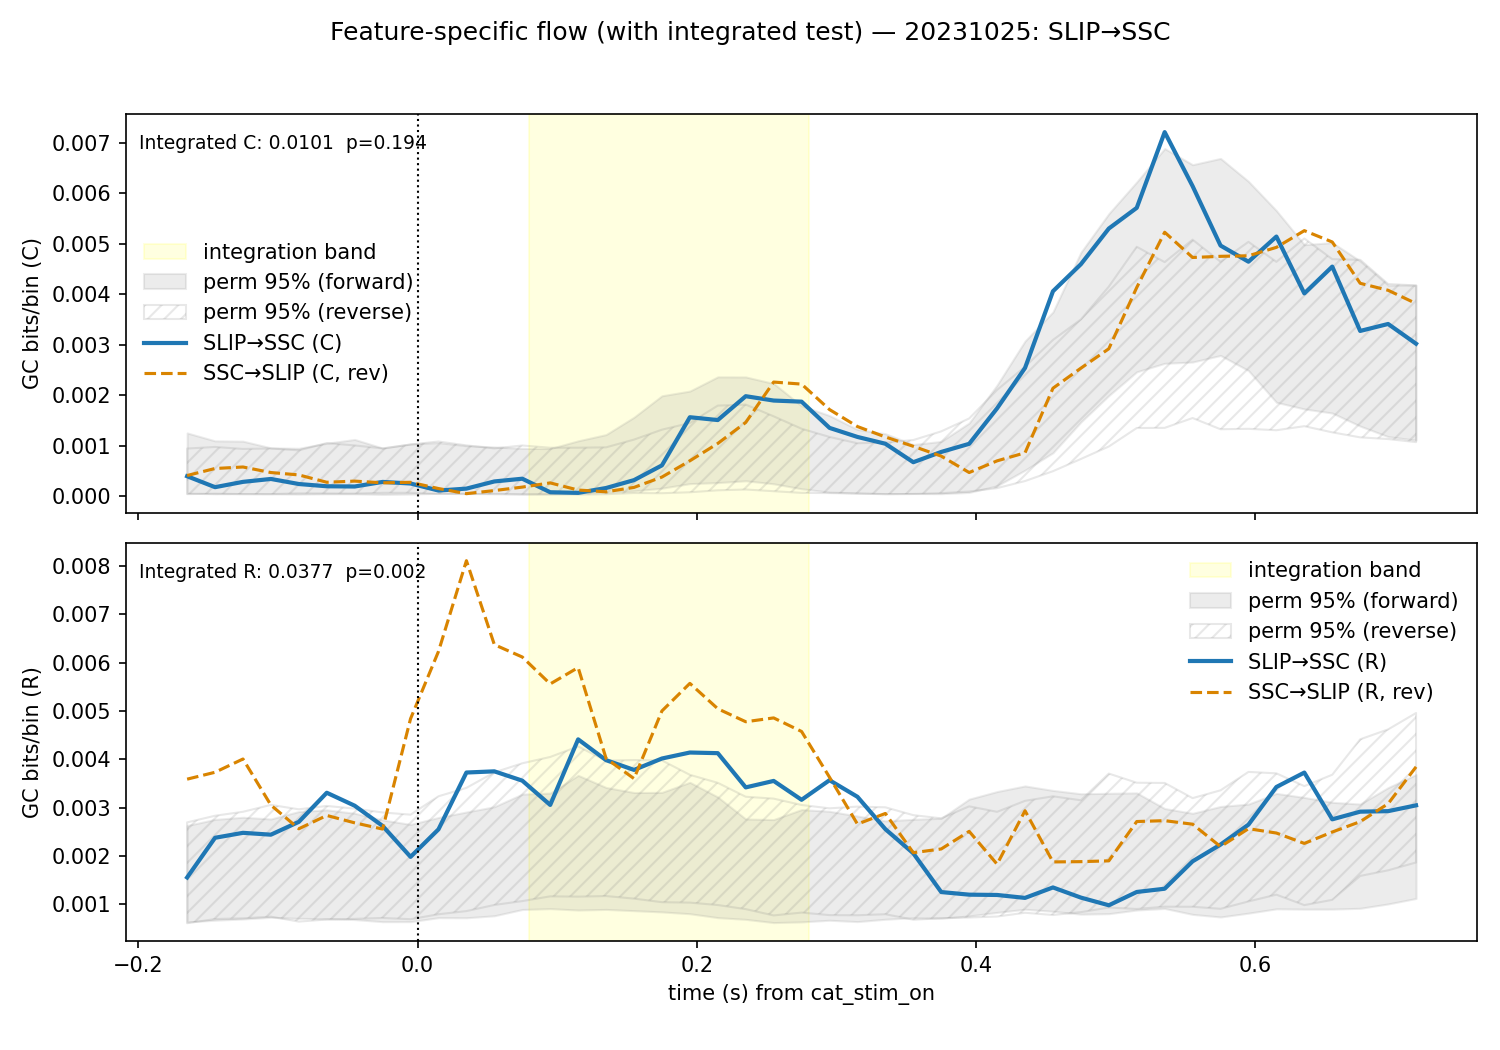 Feature-specific flow (with integrated test) — 20231025: SLIP→SSC
Integrated C: 0.0101  p=0.194
0.007
0.006
0.005
0.004
0.003
0.002
0.001
0.000
GC bits/bin (C)
integration band
perm 95% (forward)
perm 95% (reverse)
SLIP→SSC (C)
SSC→SLIP (C, rev)
Integrated R: 0.0377  p=0.002
0.008
0.007
0.006
0.005
0.004
0.003
0.002
0.001
GC bits/bin (R)
integration band
perm 95% (forward)
perm 95% (reverse)
SLIP→SSC (R)
SSC→SLIP (R, rev)
−0.2 0.0 0.2 0.4 0.6
time (s) from cat_stim_on